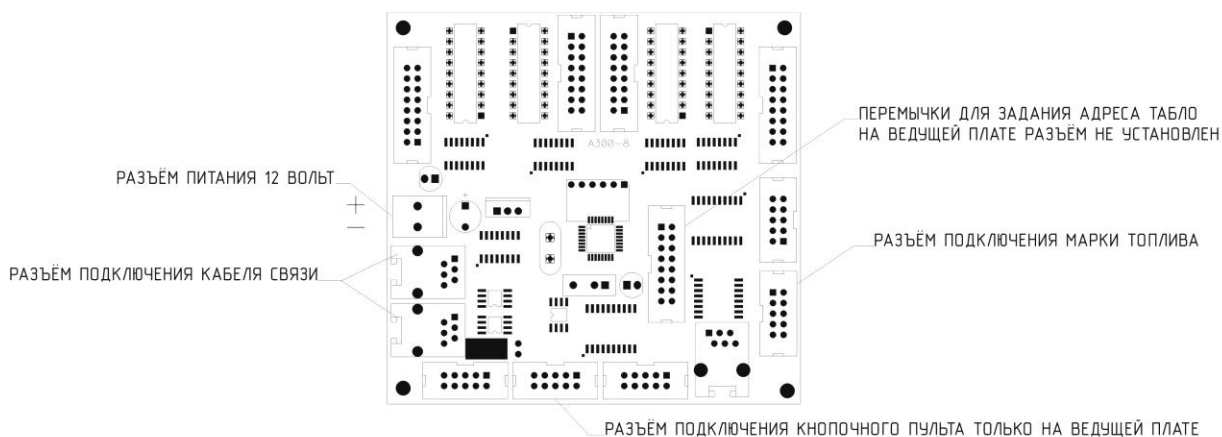 А300-8
ПЕРЕМЫЧКИ ДЛЯ ЗАДАНИЯ АДРЕСА ТАБЛО
НА ВЕДУЩЕЙ ПЛАТЕ РАЗЪЁМ НЕ УСТАНОВЛЕН
РАЗЪЁМ ПИТАНИЯ 12 ВОЛЬТ
+
—
РАЗЪЁМ ПОДКЛЮЧЕНИЯ МАРКИ ТОПЛИВА
РАЗЪЁМ ПОДКЛЮЧЕНИЯ КАБЕЛЯ СВЯЗИ
РАЗЪЁМ ПОДКЛЮЧЕНИЯ КНОПОЧНОГО ПУЛЬТА ТОЛЬКО НА ВЕДУЩЕЙ ПЛАТЕ